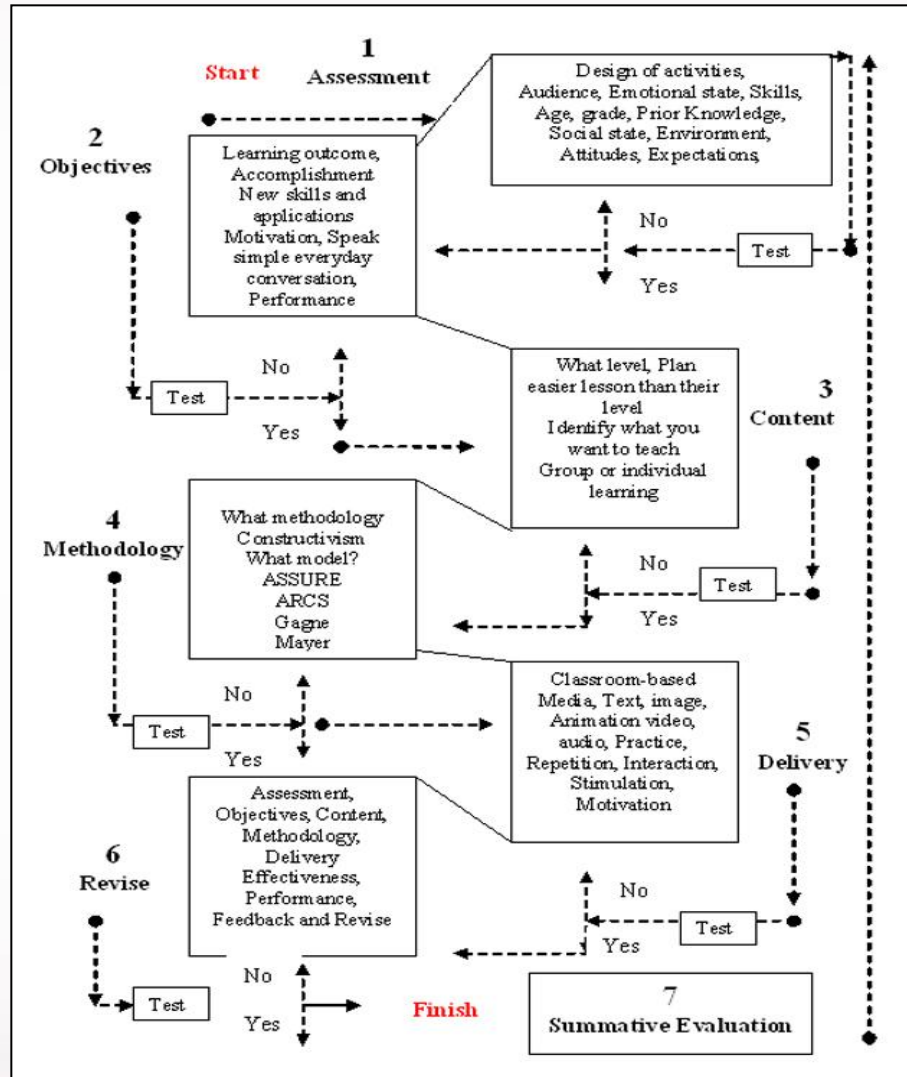 1
Start
Assessment
Design of activities,
Audience, Emotional state, Skills,
Age, grade, Prior Knowledge,
Social state, Environment,
Attitudes, Expectations,
No
Test
Yes
2
Objectives
Learning outcome,
Accomplishment
New skills and
applications
Motivation, Speak
simple everyday
conversation,
Performance
No
Test
Yes
What level, Plan
easier lesson than their
level
Identify what you
want to teach
Group or individual
learning
3
Content
No
Test
Yes
4
Methodology
What methodology
Constructivism
What model?
ASSURE
ARCS
Gagne
Mayer
No
Test
Yes
Classroom-based
Media, Text, image,
Animation video,
audio, Practice,
Repetition, Interaction,
Stimulation,
Motivation
5
Delivery
No
Test
Yes
6
Revise
Assessment,
Objectives, Content,
Methodology,
Delivery
Effectiveness,
Performance,
Feedback and Revise
No
Test
Yes
Finish
7
Summative Evaluation